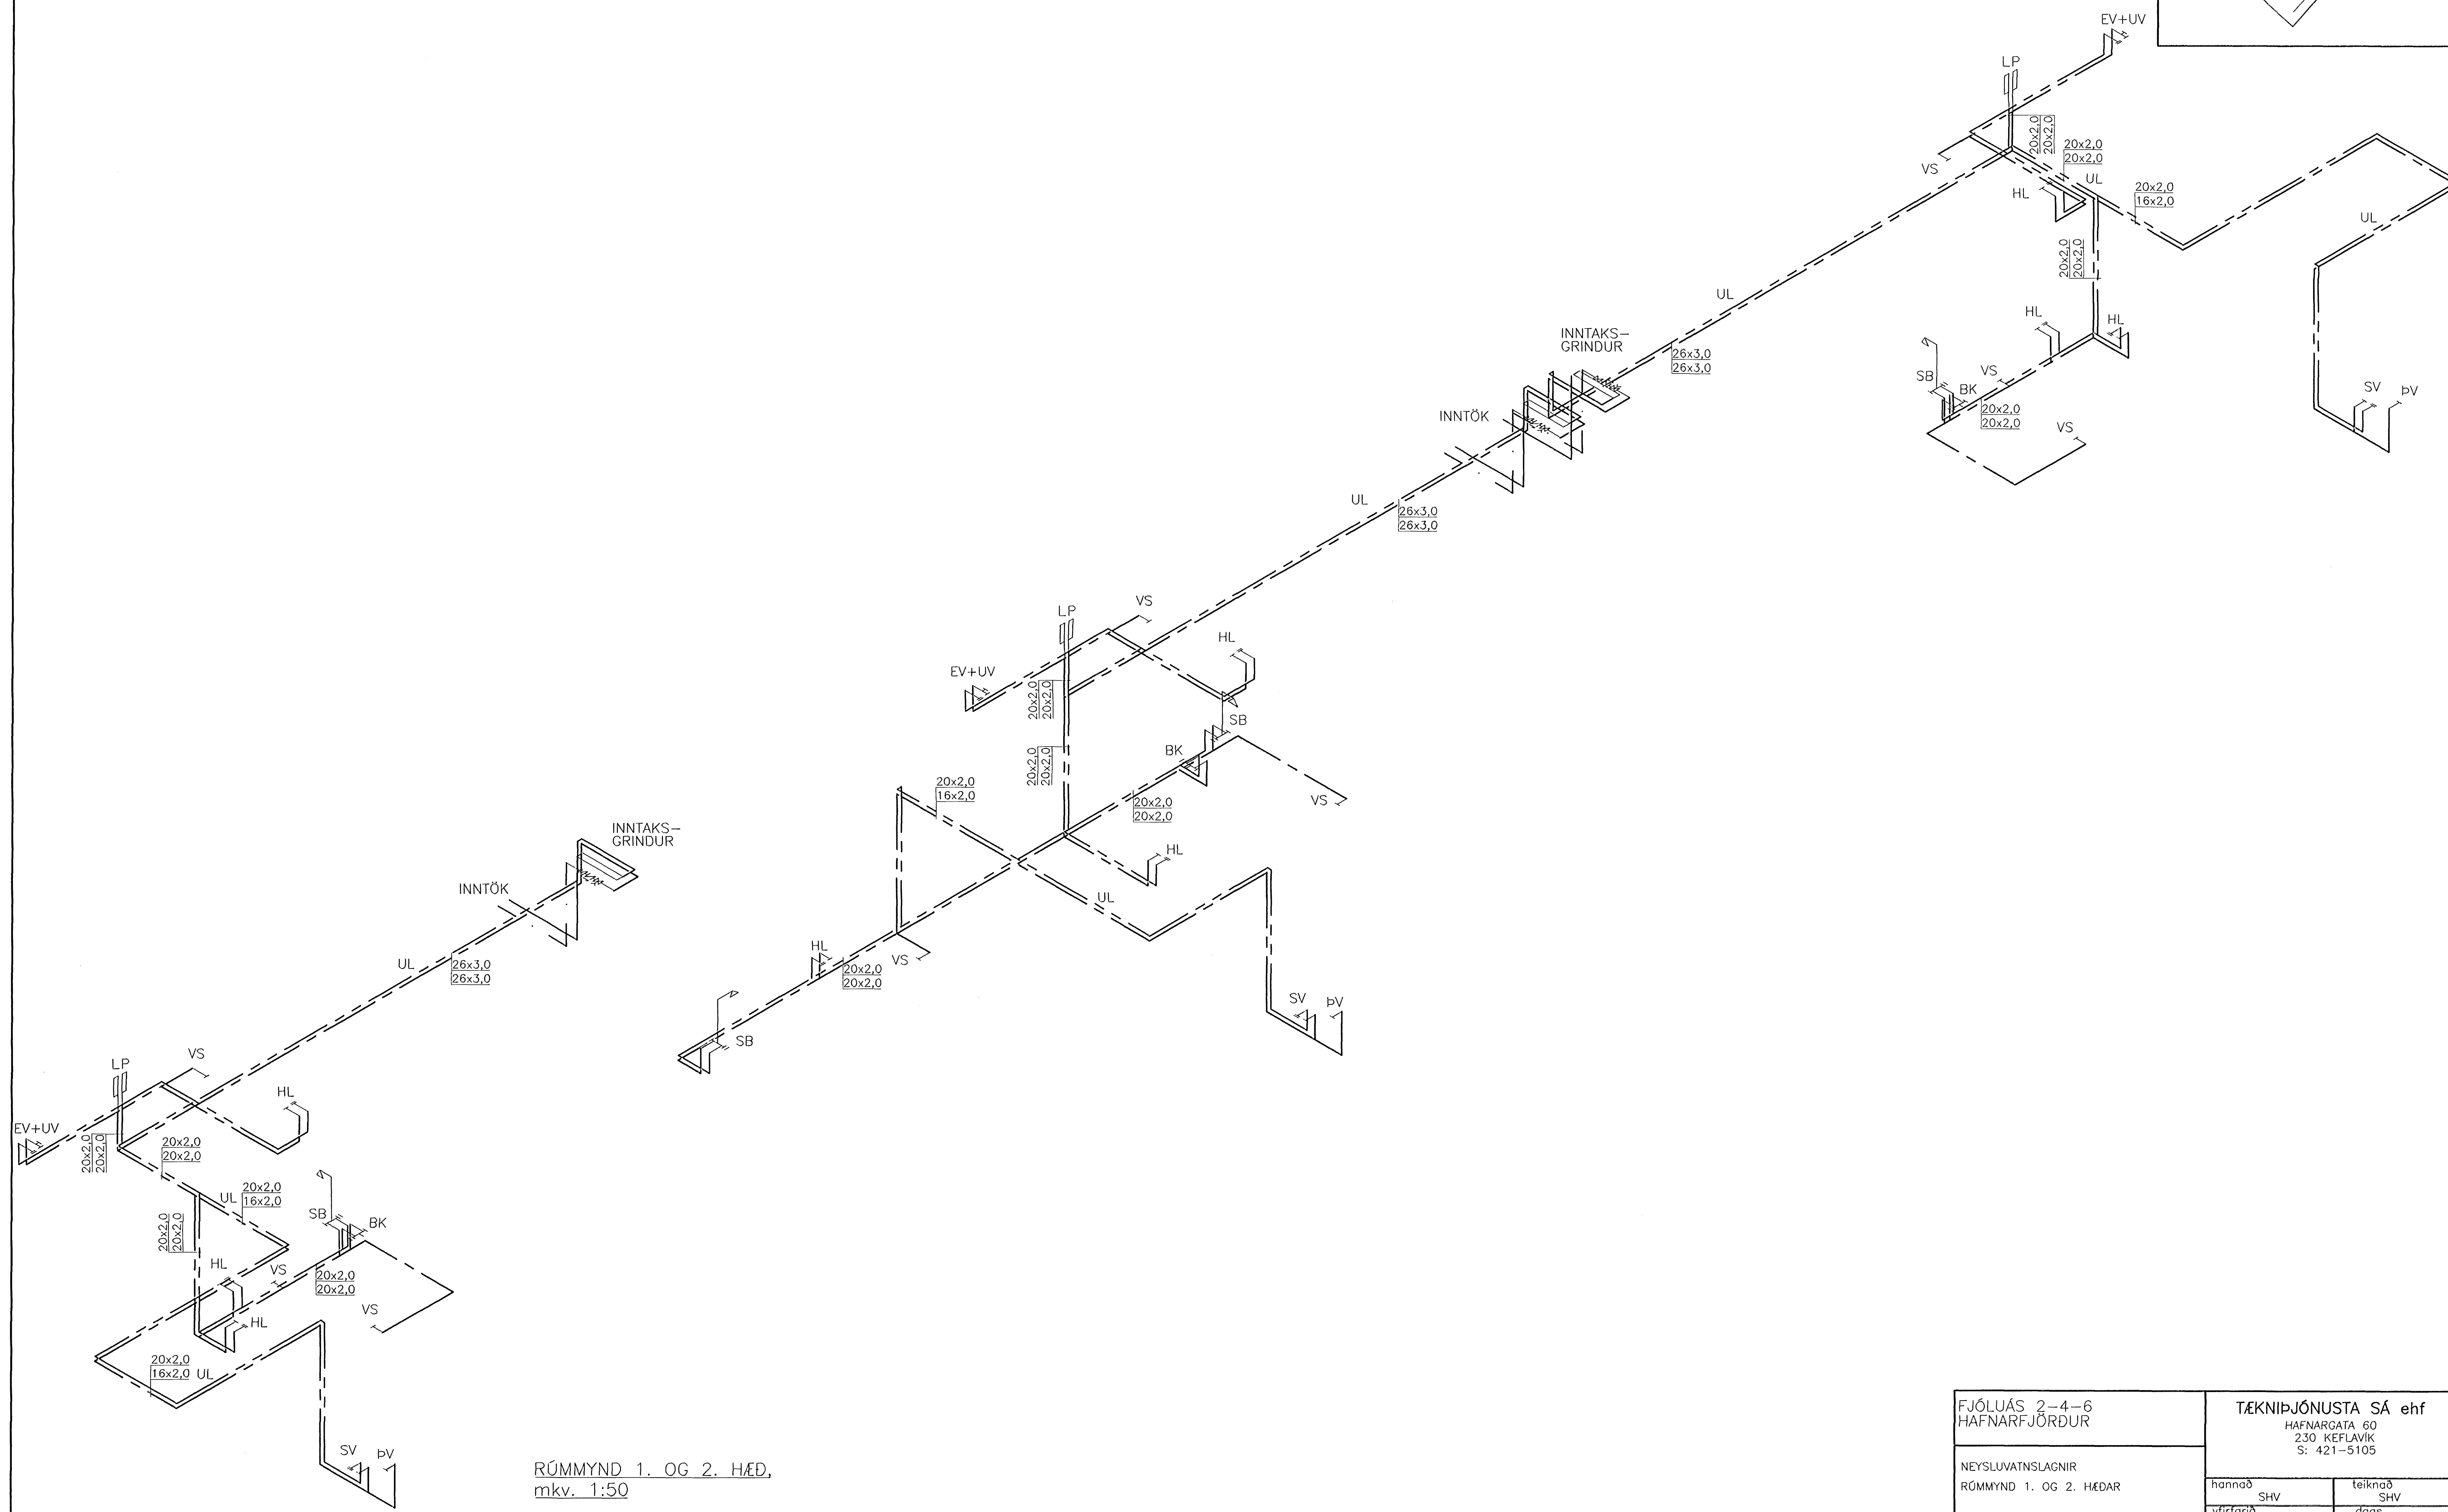 EV+UV
LP
20x2,0
20x2,0
20x2,0
20x2,0
VS
HL
UL
20x2,0
16x2,0
UL
20x2,0
20x2,0
UL
HL
HL
INNTAKS-
GRINDUR
26x3,0
26x3,0
SB
VS
BK
20x2,0
20x2,0
VS
SV
ÞV
INNTÖK
UL
26x3,0
26x3,0
LP
VS
HL
EV+UV
20x2,0
20x2,0
SB
BK
20x2,0
20x2,0
20x2,0
16x2,0
20x2,0
20x2,0
VS
HL
UL
HL
VS
20x2,0
20x2,0
SB
SV
ÞV
INNTAKS-
GRINDUR
INNTÖK
UL
26x3,0
26x3,0
LP
VS
HL
EV+UV
20x2,0
20x2,0
20x2,0
20x2,0
UL
20x2,0
16x2,0
20x2,0
20x2,0
SB
BK
HL
VS
20x2,0
20x2,0
VS
HL
20x2,0
16x2,0
UL
SV
ÞV
RÚMMYND 1. OG 2. HÆÐ,
mkv. 1:50
FJÓLUÁS 2-4-6
HAFNARFJÖRÐUR
TÆKNIÞJÓNUSTA SÁ ehf
HAFNARGATA 60
230 KEFLAVÍK
S: 421-5105
NEYSLUVATNSLAGNIR
RÚMMYND 1. OG 2. HÆÐAR
hannað
SHV
teiknað
SHV
yfirfarið
dags